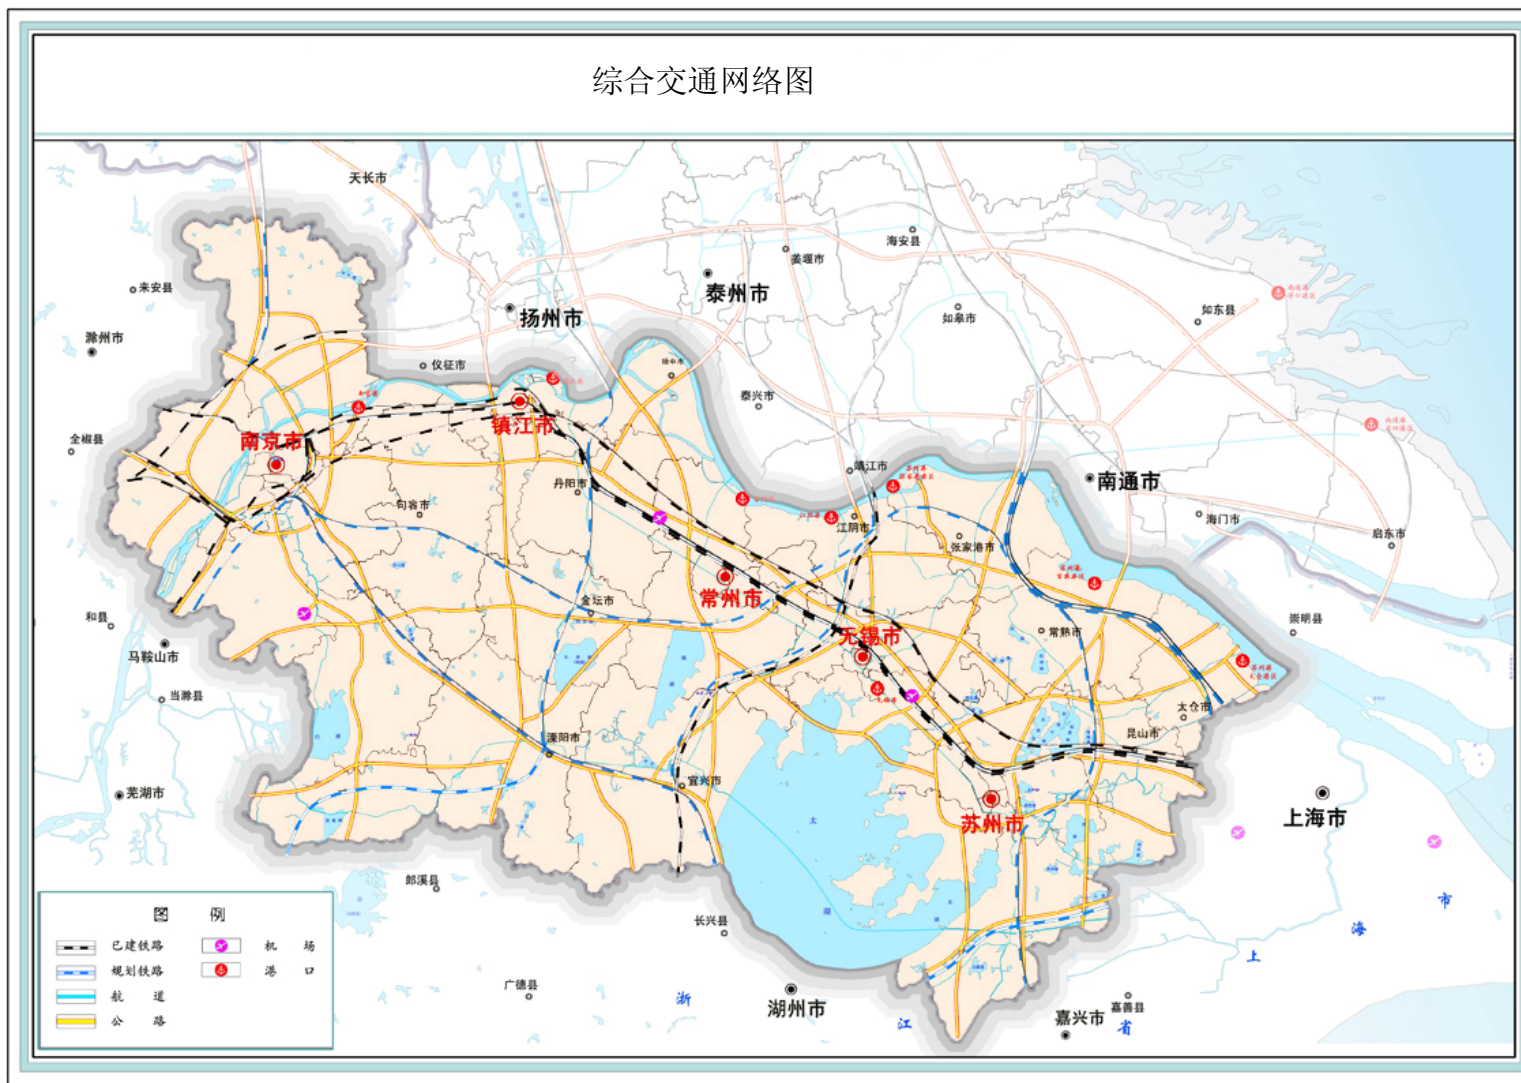 综合交通网络图
天长市
海安县
姜堰市
来安县
泰州市
如东县
扬州市
如皋市
滁州市
仪征市
扬中市
泰兴市
全椒县
南京市
镇江市
靖江市
南通市
丹阳市
句容市
江阴市
海门市
启东市
张家港市
常州市
金坛市
和县
崇明县
无锡市
常熟市
马鞍山市
当滁县
太仓市
溧阳市
昆山市
宜兴市
芜湖市
上海市
苏州市
太
湖
郎溪县
长兴县
广德县
湖州市
嘉善县
嘉兴市
浙
江
省
上
海
市
图 例
已建铁路
规划铁路
航 道
公 路
机 场
港 口